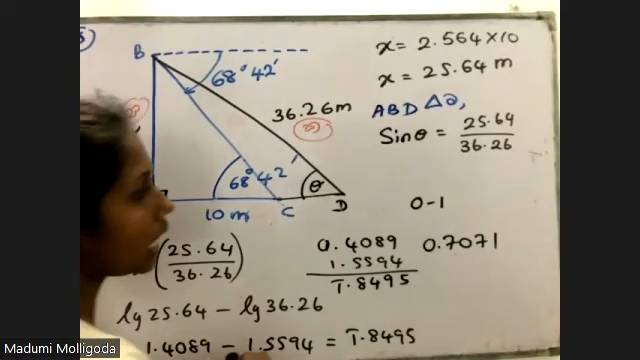 B
68° 42'
36.26m
68° 42'
θ
10 m
C
D
x = 2.564 × 10
x = 25.64 m
ABD Δ ට,
Sin θ = 25.64 / 36.26
0-1
(25.64 / 36.26)
0.4089
1.5594
1̄.8495
0.7071
lg 25.64 − lg 36.26
1.4089 − 1.5594 = 1̄.8495
Madumi Molligoda